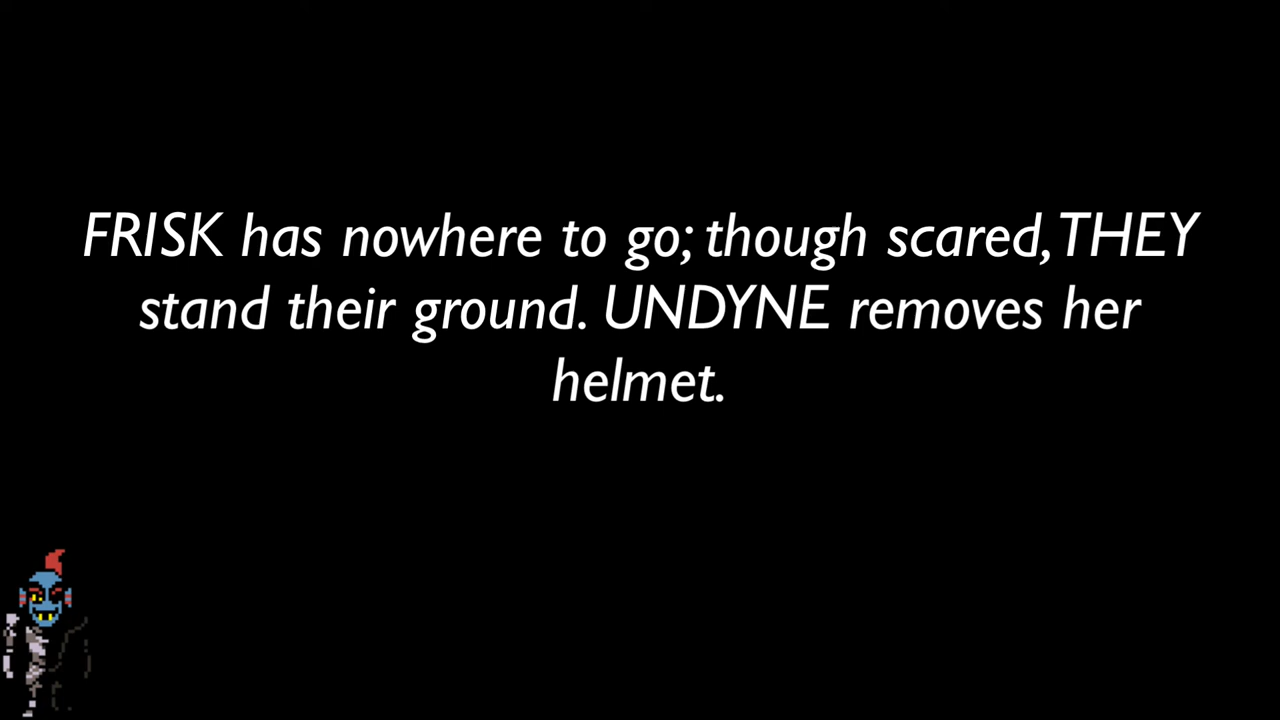 FRISK has nowhere to go; though scared, THEY
stand their ground. UNDYNE removes her
helmet.